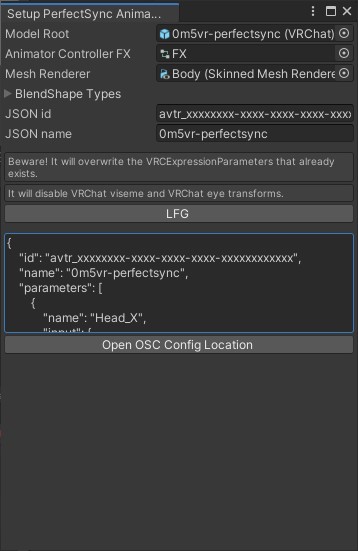 Setup PerfectSync Anima...
Model Root
0m5vr-perfectsync (VRChat)
Animator Controller FX
FX
Mesh Renderer
Body (Skinned Mesh Rendere
BlendShape Types
JSON id
avtr_xxxxxxxx-xxxx-xxxx-xxxx-xxx
JSON name
0m5vr-perfectsync
Beware! It will overwrite the VRCExpressionParameters that already
exists.
It will disable VRChat viseme and VRChat eye transforms.
LFG
{
"id": "avtr_xxxxxxxx-xxxx-xxxx-xxxx-xxxxxxxxxxxx",
"name": "0m5vr-perfectsync",
"parameters": [
{
"name": "Head_X",
"input": {
Open OSC Config Location